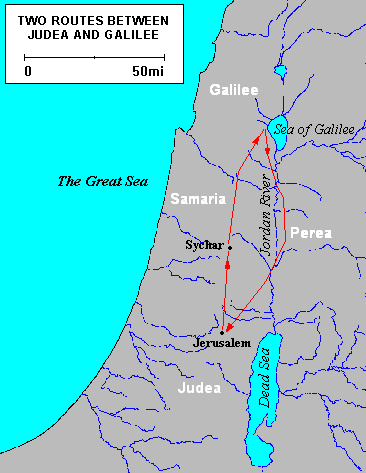 TWO ROUTES BETWEEN
JUDEA AND GALILEE
0 50mi
Galilee
Sea of Galilee
The Great Sea
Samaria
Jordan River
Perea
Sychar
Jerusalem
Dead Sea
Judea